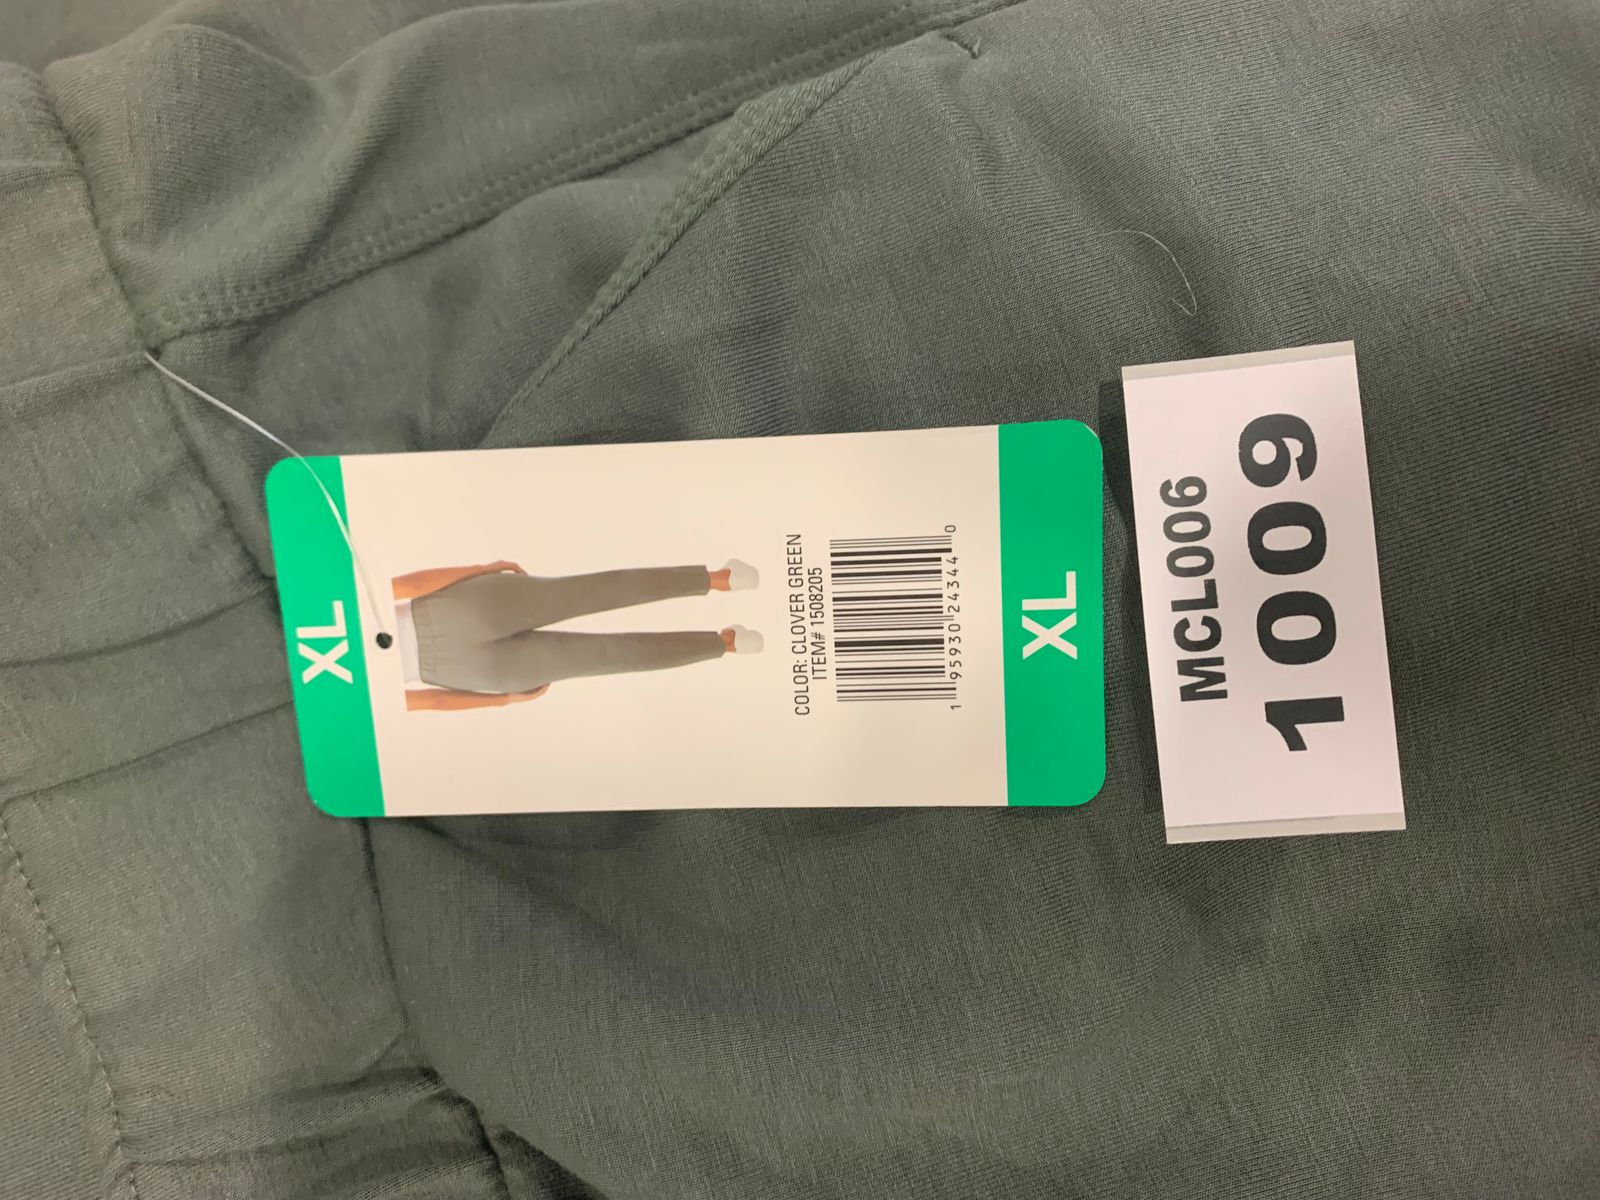 XL
COLOR: CLOVER GREEN
ITEM# 1508205
1 95930 24344 0
XL
MCL006
1009